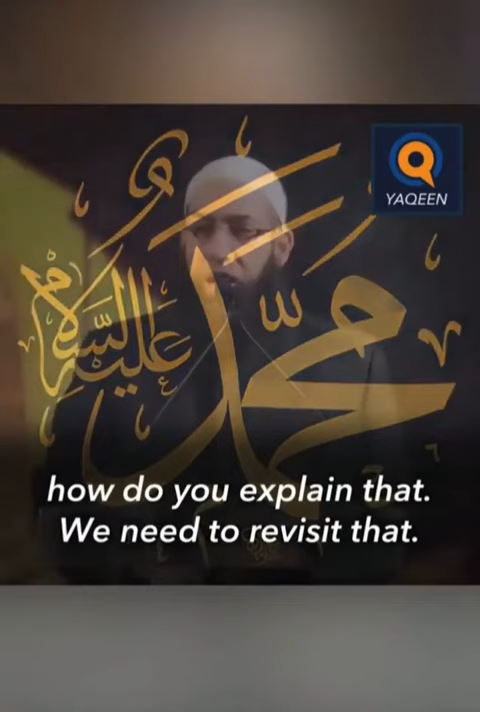 YAQEEN
محمد
عليه السلام
how do you explain that.
We need to revisit that.